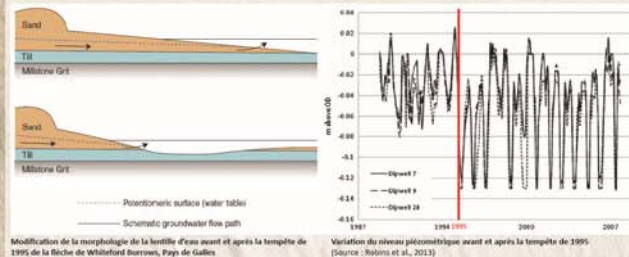 Sand
Till
Millstone Grit
Sand
Till
Millstone Grit
Potentiometric surface (water table)
Schematic groundwater flow path
Modification de la morphologie de la lentille d'eau avant et après la tempête de
1995 de la flèche de Whiteford Burrows, Pays de Galles
0.04
0.02
0
-0.02
-0.04
-0.06
-0.08
-0.1
-0.12
-0.14
-0.16
m above OD
Dipwell 7
Dipwell 9
Dipwell 28
1987
1994
1995
2000
2007
Variation du niveau piézométrique avant et après la tempête de 1995
(Source : Robins et al., 2013)